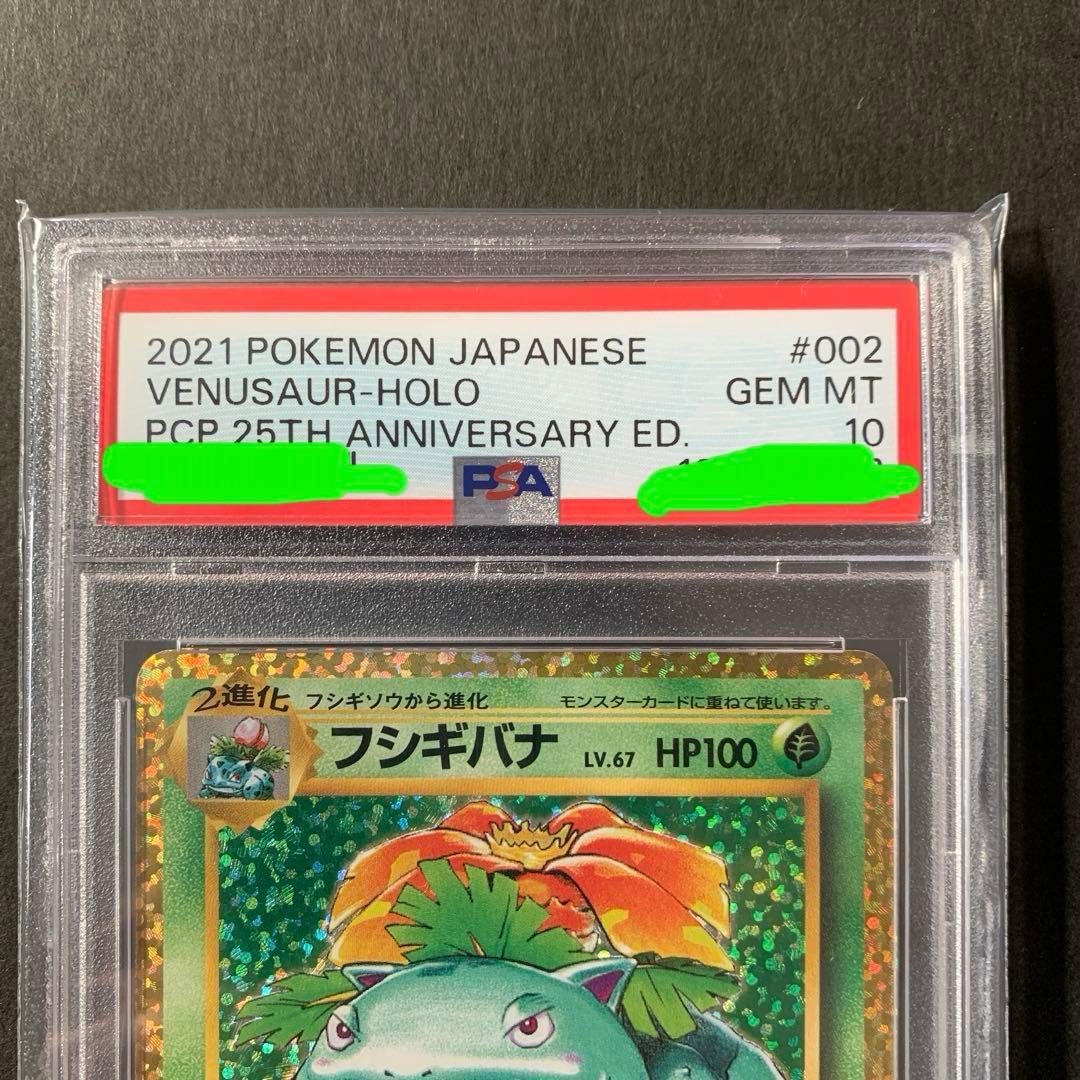 2021 POKEMON JAPANESE #002
VENUSAUR-HOLO GEM MT
PCP 25TH ANNIVERSARY ED. 10
PSA
2進化 フシギソウから進化 モンスターカードに重ねて使います。
フシギバナ LV.67 HP100